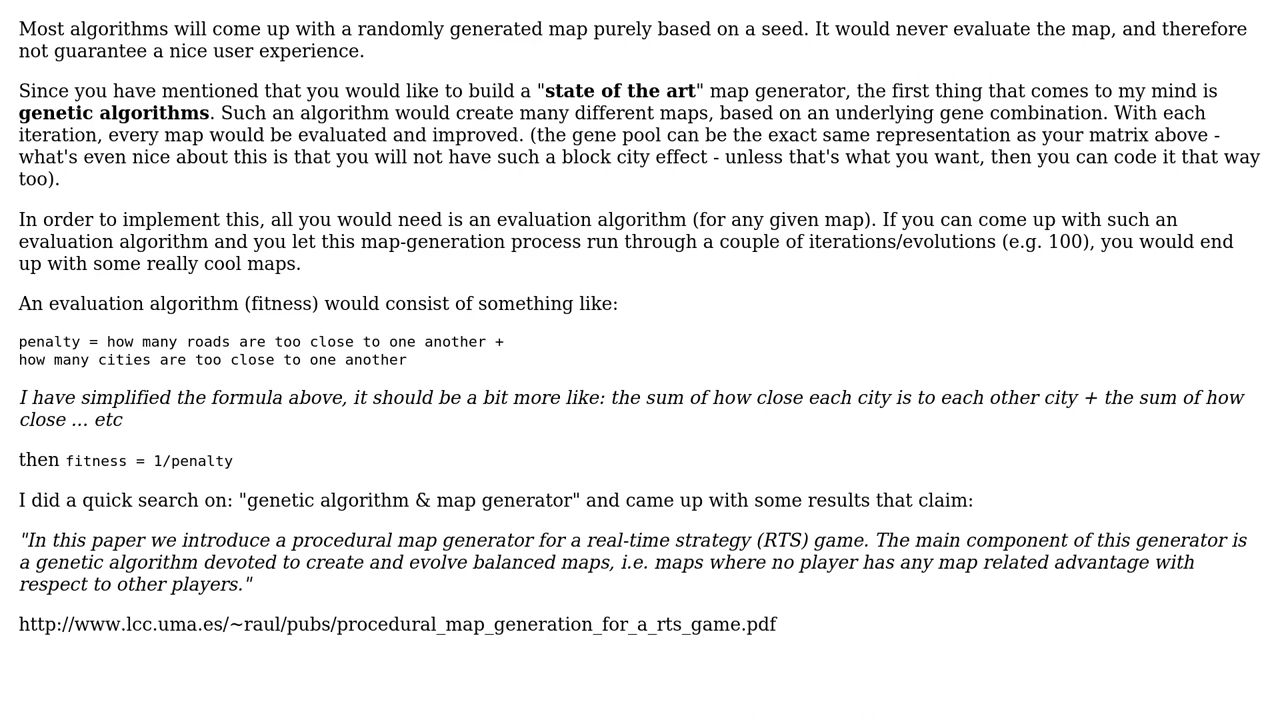 Most algorithms will come up with a randomly generated map purely based on a seed. It would never evaluate the map, and therefore
not guarantee a nice user experience.
Since you have mentioned that you would like to build a "state of the art" map generator, the first thing that comes to my mind is
genetic algorithms. Such an algorithm would create many different maps, based on an underlying gene combination. With each
iteration, every map would be evaluated and improved. (the gene pool can be the exact same representation as your matrix above -
what's even nice about this is that you will not have such a block city effect - unless that's what you want, then you can code it that way
too).
In order to implement this, all you would need is an evaluation algorithm (for any given map). If you can come up with such an
evaluation algorithm and you let this map-generation process run through a couple of iterations/evolutions (e.g. 100), you would end
up with some really cool maps.
An evaluation algorithm (fitness) would consist of something like:
penalty = how many roads are too close to one another +
how many cities are too close to one another
I have simplified the formula above, it should be a bit more like: the sum of how close each city is to each other city + the sum of how
close ... etc
then fitness = 1/penalty
I did a quick search on: "genetic algorithm & map generator" and came up with some results that claim:
"In this paper we introduce a procedural map generator for a real-time strategy (RTS) game. The main component of this generator is
a genetic algorithm devoted to create and evolve balanced maps, i.e. maps where no player has any map related advantage with
respect to other players."
http://www.lcc.uma.es/~raul/pubs/procedural_map_generation_for_a_rts_game.pdf